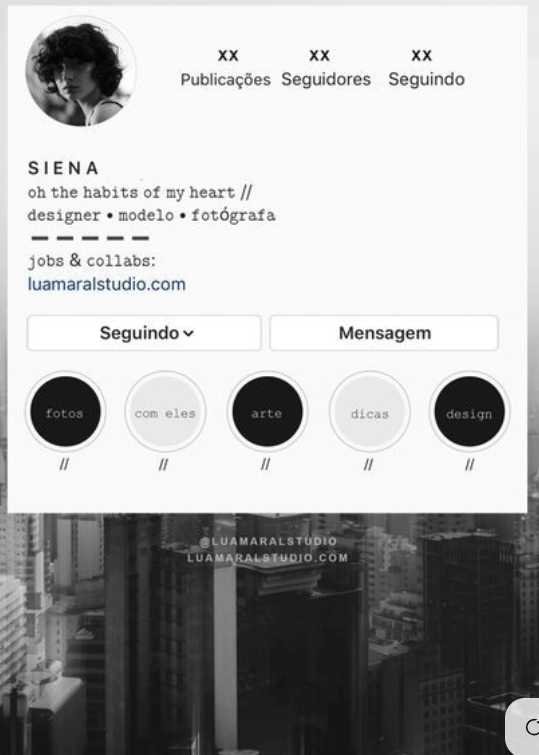 xx xx xx
Publicações Seguidores Seguindo
SIENA
oh the habits of my heart //
designer • modelo • fotógrafa
— — — — —
jobs & collabs:
luamaralstudio.com
Seguindo Mensagem
fotos com eles arte dicas design
// // // // //
@LUAMARALSTUDIO
LUAMARALSTUDIO.COM